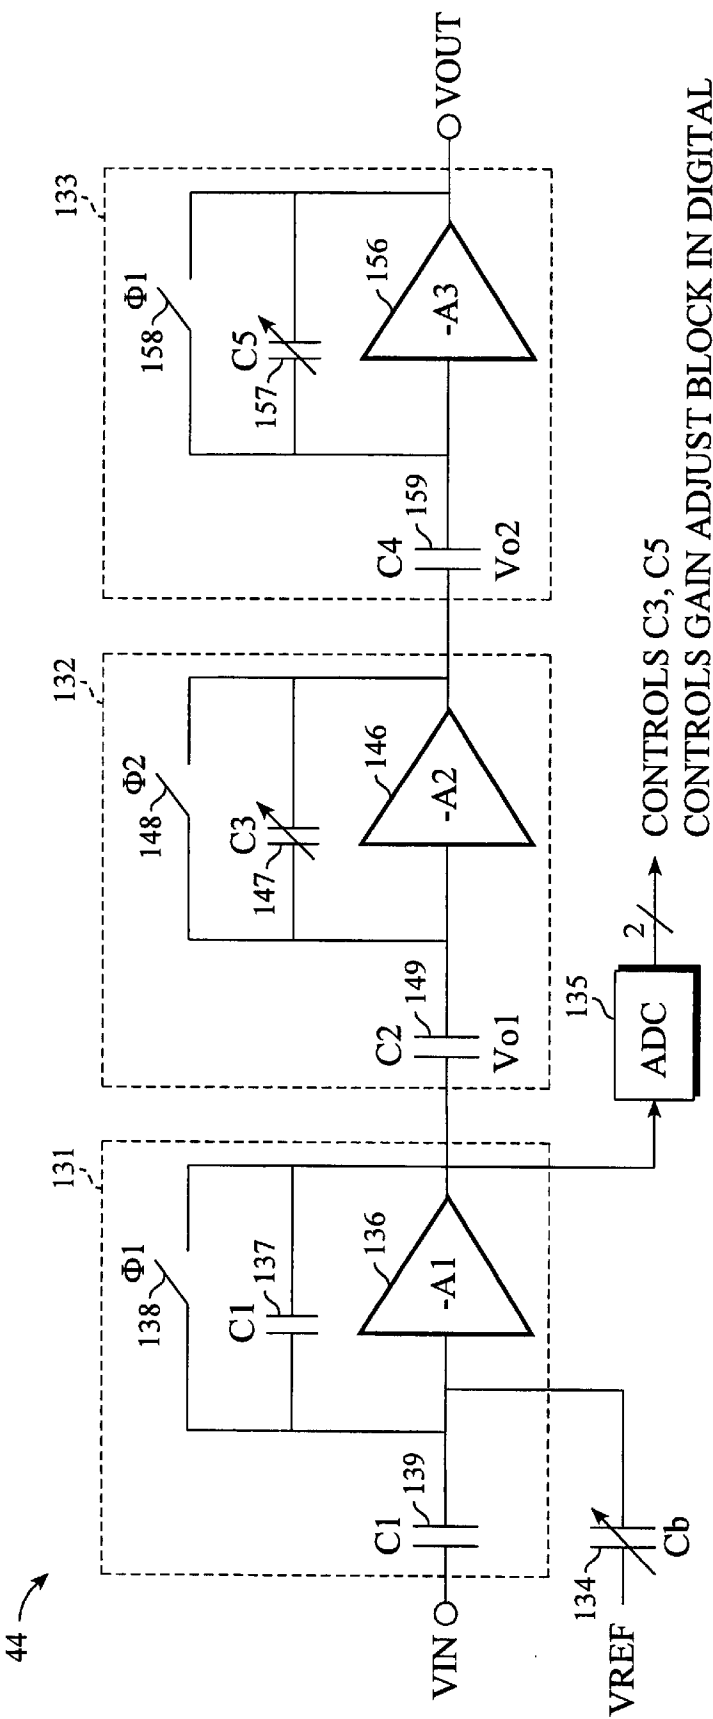 44
131
132
133
Φ1
138
C1
137
136
-A1
C1
139
VIN
VREF
134
Cb
Φ2
148
C3
147
146
-A2
C2
149
Vo1
135
ADC
2
CONTROLS C3, C5
CONTROLS GAIN ADJUST BLOCK IN DIGITAL
Φ1
158
C5
157
156
-A3
C4
159
Vo2
VOUT